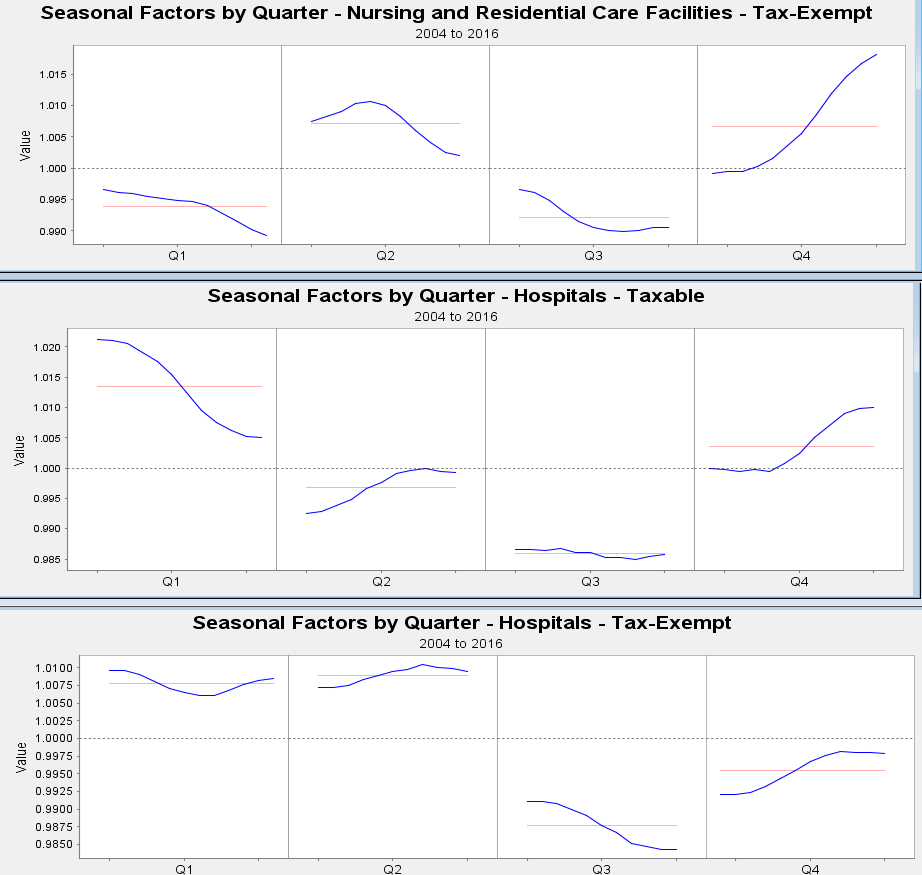 Seasonal Factors by Quarter - Nursing and Residential Care Facilities - Tax-Exempt
2004 to 2016
Value
1.015
1.010
1.005
1.000
0.995
0.990
Q1 Q2 Q3 Q4
Seasonal Factors by Quarter - Hospitals - Taxable
2004 to 2016
Value
1.020
1.015
1.010
1.005
1.000
0.995
0.990
0.985
Q1 Q2 Q3 Q4
Seasonal Factors by Quarter - Hospitals - Tax-Exempt
2004 to 2016
Value
1.0100
1.0075
1.0050
1.0025
1.0000
0.9975
0.9950
0.9925
0.9900
0.9875
0.9850
Q1 Q2 Q3 Q4